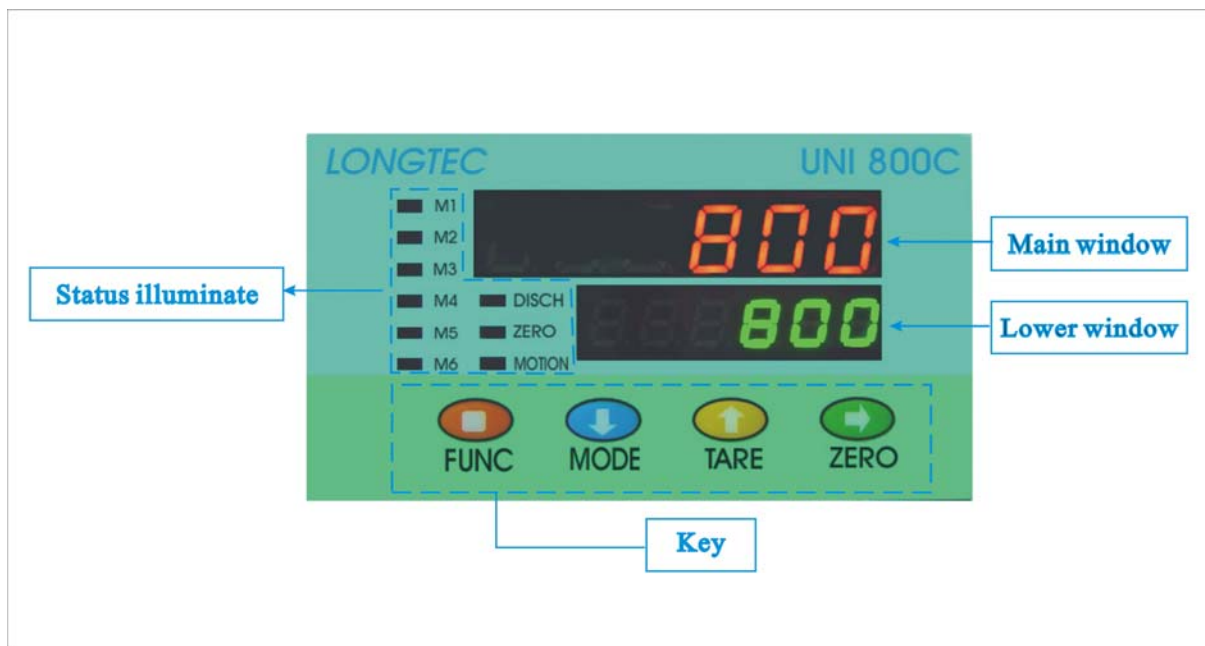 LONGTEC UNI 800C
M1
M2
M3
M4 DISCH
M5 ZERO
M6 MOTION
800
800
FUNC MODE TARE ZERO
Status illuminate
Main window
Lower window
Key